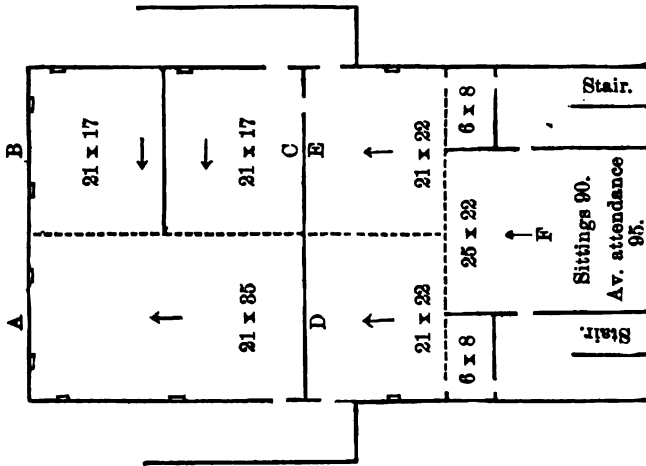 A
B
21 x 17
21 x 17
21 x 35
C
D
E
21 x 22
21 x 22
6 x 8
6 x 8
25 x 22
F
Sittings 90.
Av. attendance
95.
Stair.
Stair.